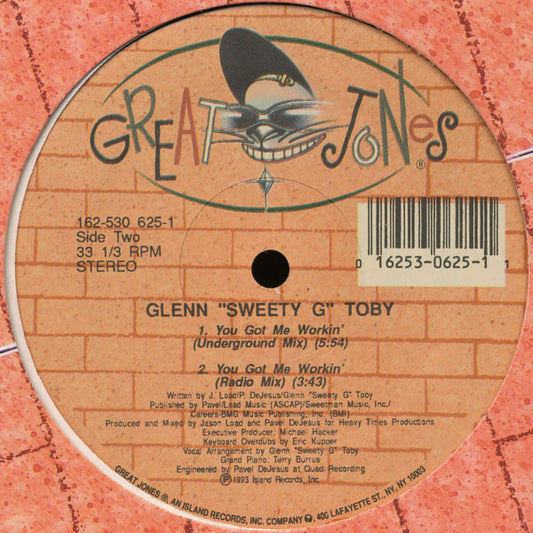 GREAT JONeS ®
162-530 625-1
Side Two
33 1/3 RPM
STEREO
0 16253-0625-1 1
GLENN "SWEETY G" TOBY
1. You Got Me Workin'
(Underground Mix) (5:54)
2. You Got Me Workin'
(Radio Mix) (3:43)
Written by J. Load/P. DeJesus/Glenn "Sweety G" Toby
Published by Pavel/Load Music (ASCAP)/Sweetman Music, Inc./
Careers-BMG Music Publishing, Inc. (BMI)
Produced and Mixed by Jason Load and Pavel DeJesus for Heavy Times Productions
Executive Producer: Michael Hacker
Keyboard Overdubs by Eric Kupper
Vocal Arrangement by Glenn "Sweety G" Toby
Grand Piano: Terry Burrus
Engineered by Pavel DeJesus at Quad Recording
℗ 1993 Island Records, Inc.
GREAT JONES ®, AN ISLAND RECORDS, INC. COMPANY, 400 LAFAYETTE ST., NY, NY 10003